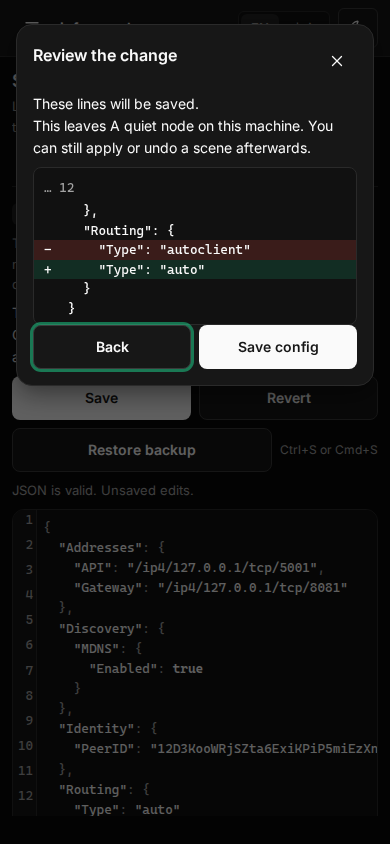 Review the change
These lines will be saved.
This leaves A quiet node on this machine. You
can still apply or undo a scene afterwards.
… 12
},
"Routing": {
- "Type": "autoclient"
+ "Type": "auto"
}
}
Back Save config
Save Revert
Restore backup Ctrl+S or Cmd+S
JSON is valid. Unsaved edits.
1 {
2 "Addresses": {
3 "API": "/ip4/127.0.0.1/tcp/5001",
4 "Gateway": "/ip4/127.0.0.1/tcp/8081"
5 },
6 "Discovery": {
7 "MDNS": {
8 "Enabled": true
9 }
10 },
11 "Identity": {
12 "PeerID": "12D3KooWRjSZta6ExiKPiP5miEzXn
},
"Routing": {
"Type": "auto"